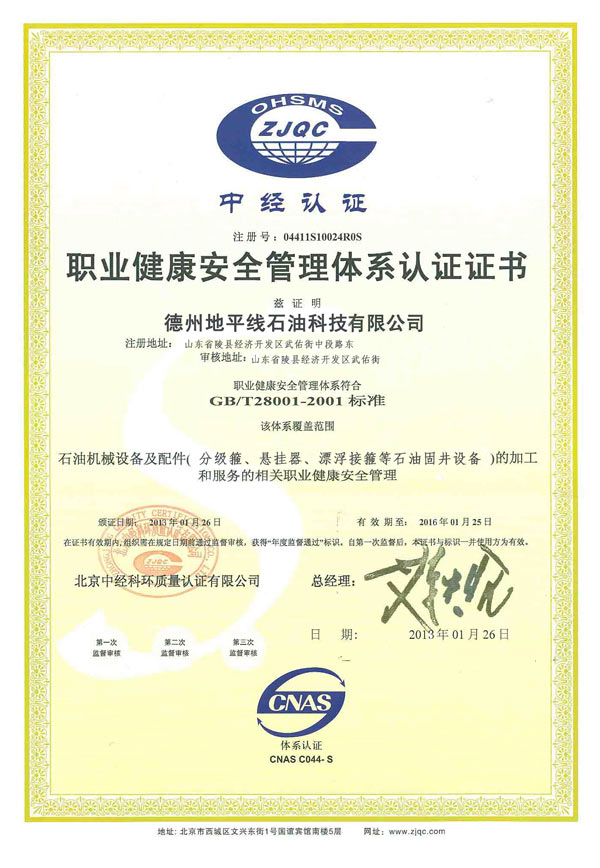 OHSMS
ZJQC
中经认证
注册号：04411S10024R0S
职业健康安全管理体系认证证书
兹证明
德州地平线石油科技有限公司
注册地址： 山东省陵县经济开发区武佑街中段路东
审核地址： 山东省陵县经济开发区武佑街
职业健康安全管理体系符合
GB/T28001-2001 标准
该体系覆盖范围
石油机械设备及配件( 分级箍、悬挂器、漂浮接箍等石油固井设备 )的加工
和服务的相关职业健康安全管理
颁证日期： 2013 年 01 月 26 日 有 效 期 至： 2016 年 01 月 25日
在证书有效期内,组织需在规定日期前通过监督审核，获得“年度监督通过”标识。自第一次监督后，本证书与标识一并使用方为有效。
ZJQC
北京中经科环质量认证有限公司 总经理：
日 期: 2013 年 01 月 26 日
第一次 第二次 第三次
监督审核 监督审核 监督审核
CNAS
体系认证
CNAS C044- S
地址: 北京市西城区文兴东街1号国谊宾馆南楼5层 网址：www.zjqc.com